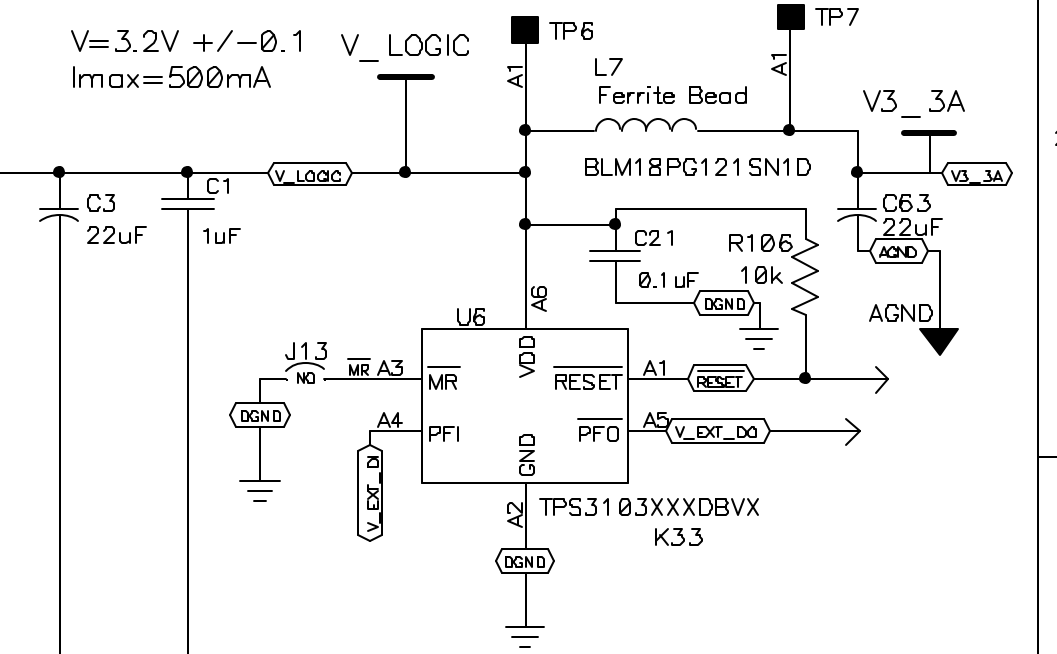 V=3.2V +/-0.1
Imax=500mA
V_LOGIC
TP6
TP7
A1
A1
L7
Ferrite Bead
BLM18PG121SN1D
V3_3A
V_LOGIC
V3_3A
C3
22uF
C1
1uF
C63
22uF
C21
0.1uF
R106
10k
AGND
DGND
AGND
A6
U6
VDD
J13
NO
MR
A3
MR
RESET
A1
RESET
DGND
A4
PFI
PFO
A5
V_EXT_DO
V_EXT_DI
GND
A2
TPS3103XXXDBVX
K33
DGND